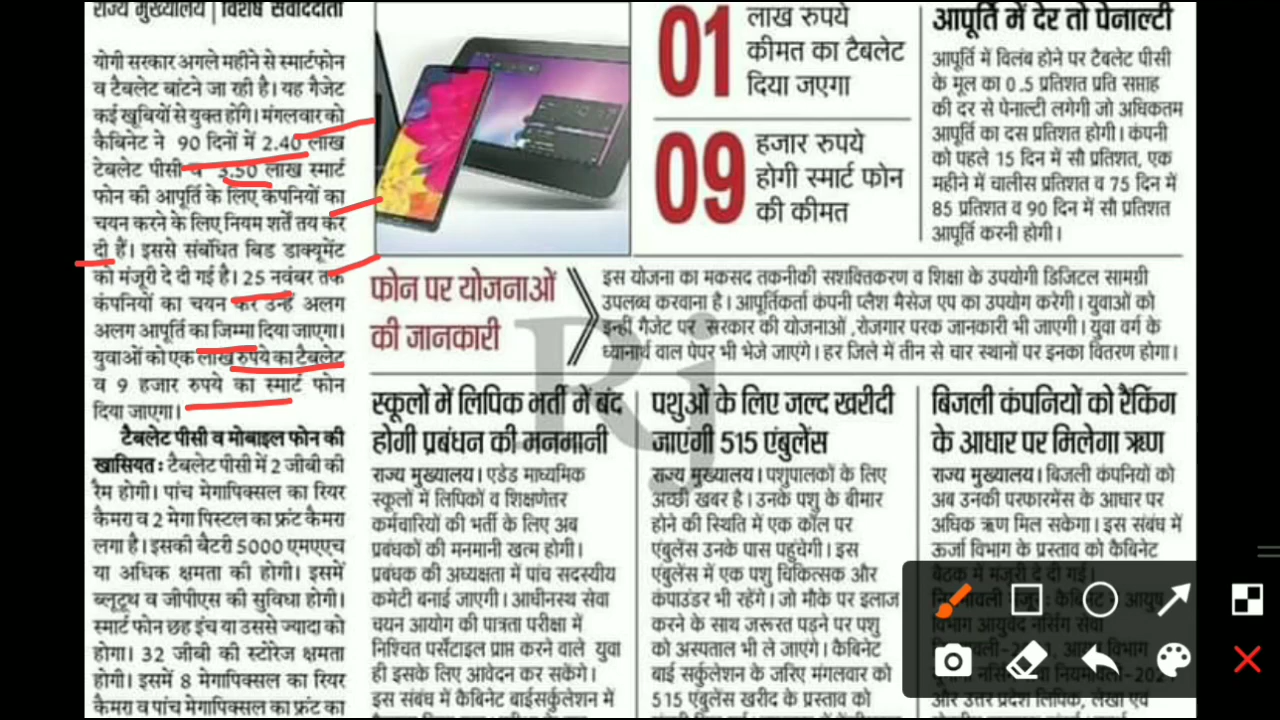 राज्य मुख्यालय | विशेष संवाददाता
योगी सरकार अगले महीने से स्मार्टफोन
व टैबलेट बांटने जा रही है। यह गैजेट
कई खूबियों से युक्त होंगे। मंगलवार को
कैबिनेट ने 90 दिनों में 2.40 लाख
टेबलेट पीसी व 3.50 लाख स्मार्ट
फोन की आपूर्ति के लिए कंपनियों का
चयन करने के लिए नियम शर्तें तय कर
दी हैं। इससे संबंधित बिड डाक्यूमेंट
को मंजूरी दे दी गई है। 25 नवंबर तक
कंपनियों का चयन कर उन्हें अलग
अलग आपूर्ति का जिम्मा दिया जाएगा।
युवाओं को एक लाख रुपये का टैबलेट
व 9 हजार रुपये का स्मार्ट फोन
दिया जाएगा।
टैबलेट पीसी व मोबाइल फोन की
खासियत : टैबलेट पीसी में 2 जीबी की
रैम होगी। पांच मेगापिक्सल का रियर
कैमरा व 2 मेगा पिस्टल का फ्रंट कैमरा
लगा है। इसकी बैटरी 5000 एमएएच
या अधिक क्षमता की होगी। इसमें
ब्लूटूथ व जीपीएस की सुविधा होगी।
स्मार्ट फोन छह इंच या उससे ज्यादा को
होगा। 32 जीबी की स्टोरेज क्षमता
होगी। इसमें 8 मेगापिक्सल का रियर
कैमरा व पांच मेगापिक्सल का फ्रंट का
01 लाख रुपये
कीमत का टैबलेट
दिया जएगा
09 हजार रुपये
होगी स्मार्ट फोन
की कीमत
आपूर्ति में देर तो पेनाल्टी
आपूर्ति में विलंब होने पर टैबलेट पीसी
के मूल का 0.5 प्रतिशत प्रति सप्ताह
की दर से पेनाल्टी लगेगी जो अधिकतम
आपूर्ति का दस प्रतिशत होगी। कंपनी
को पहले 15 दिन में सौ प्रतिशत, एक
महीने में चालीस प्रतिशत व 75 दिन में
85 प्रतिशत व 90 दिन में सौ प्रतिशत
आपूर्ति करनी होगी।
फोन पर योजनाओं
की जानकारी
इस योजना का मकसद तकनीकी सशक्तिकरण व शिक्षा के उपयोगी डिजिटल सामग्री
उपलब्ध करवाना है। आपूर्तिकर्ता कंपनी प्लैश मैसेज एप का उपयोग करेगी। युवाओं को
इन्हीं गैजेट पर सरकार की योजनाओं ,रोजगार परक जानकारी भी जाएगी। युवा वर्ग के
ध्यानार्थ वाल पेपर भी भेजे जाएंगे। हर जिले में तीन से चार स्थानों पर इनका वितरण होगा।
Rj
स्कूलों में लिपिक भर्ती में बंद
होगी प्रबंधन की मनमानी
राज्य मुख्यालय। एडेड माध्यमिक
स्कूलों में लिपिकों व शिक्षणेत्तर
कर्मचारियों की भर्ती के लिए अब
प्रबंधकों की मनमानी खत्म होगी।
प्रबंधक की अध्यक्षता में पांच सदस्यीय
कमेटी बनाई जाएगी। आधीनस्थ सेवा
चयन आयोग की पात्रता परीक्षा में
निश्चित पर्सेंटाइल प्राप्त करने वाले युवा
ही इसके लिए आवेदन कर सकेंगे।
इस संबंध में कैबिनेट बाईसर्कुलेशन में
पशुओं के लिए जल्द खरीदी
जाएंगी 515 एंबुलेंस
राज्य मुख्यालय। पशुपालकों के लिए
अच्छी खबर है। उनके पशु के बीमार
होने की स्थिति में एक कॉल पर
एंबुलेंस उनके पास पहुंचेगी। इस
एंबुलेंस में एक पशु चिकित्सक और
कंपाउंडर भी रहेंगे। जो मौके पर इलाज
करने के साथ जरूरत पड़ने पर पशु
को अस्पताल भी ले जाएंगे। कैबिनेट
बाई सर्कुलेशन के जरिए मंगलवार को
515 एंबुलेंस खरीद के प्रस्ताव को
बिजली कंपनियों को रैंकिंग
के आधार पर मिलेगा ऋण
राज्य मुख्यालय। बिजली कंपनियों को
अब उनकी परफारमेंस के आधार पर
अधिक ऋण मिल सकेगा। इस संबंध में
ऊर्जा विभाग के प्रस्ताव को कैबिनेट
बैठक में मंजूरी दे दी गई।
विभाग आयुर्वेद नर्सिंग सेवा
और उत्तर प्रदेश लिपिक, लेखा एवं